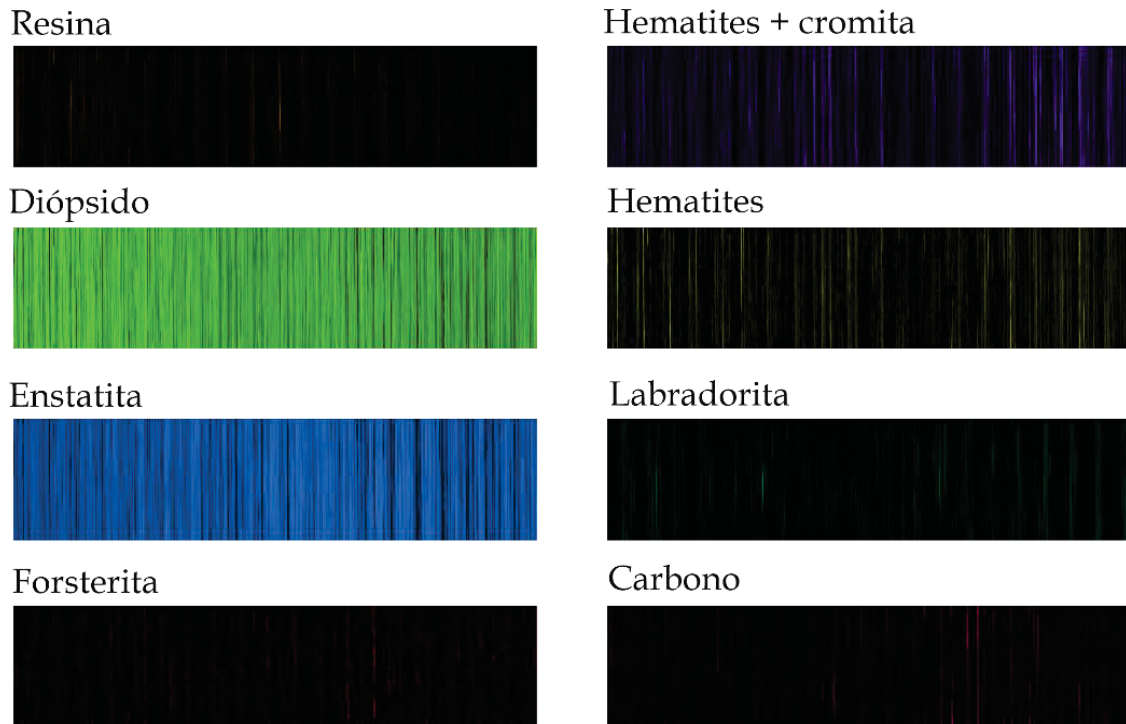 Resina
Hematites + cromita
Diópsido
Hematites
Enstatita
Labradorita
Forsterita
Carbono